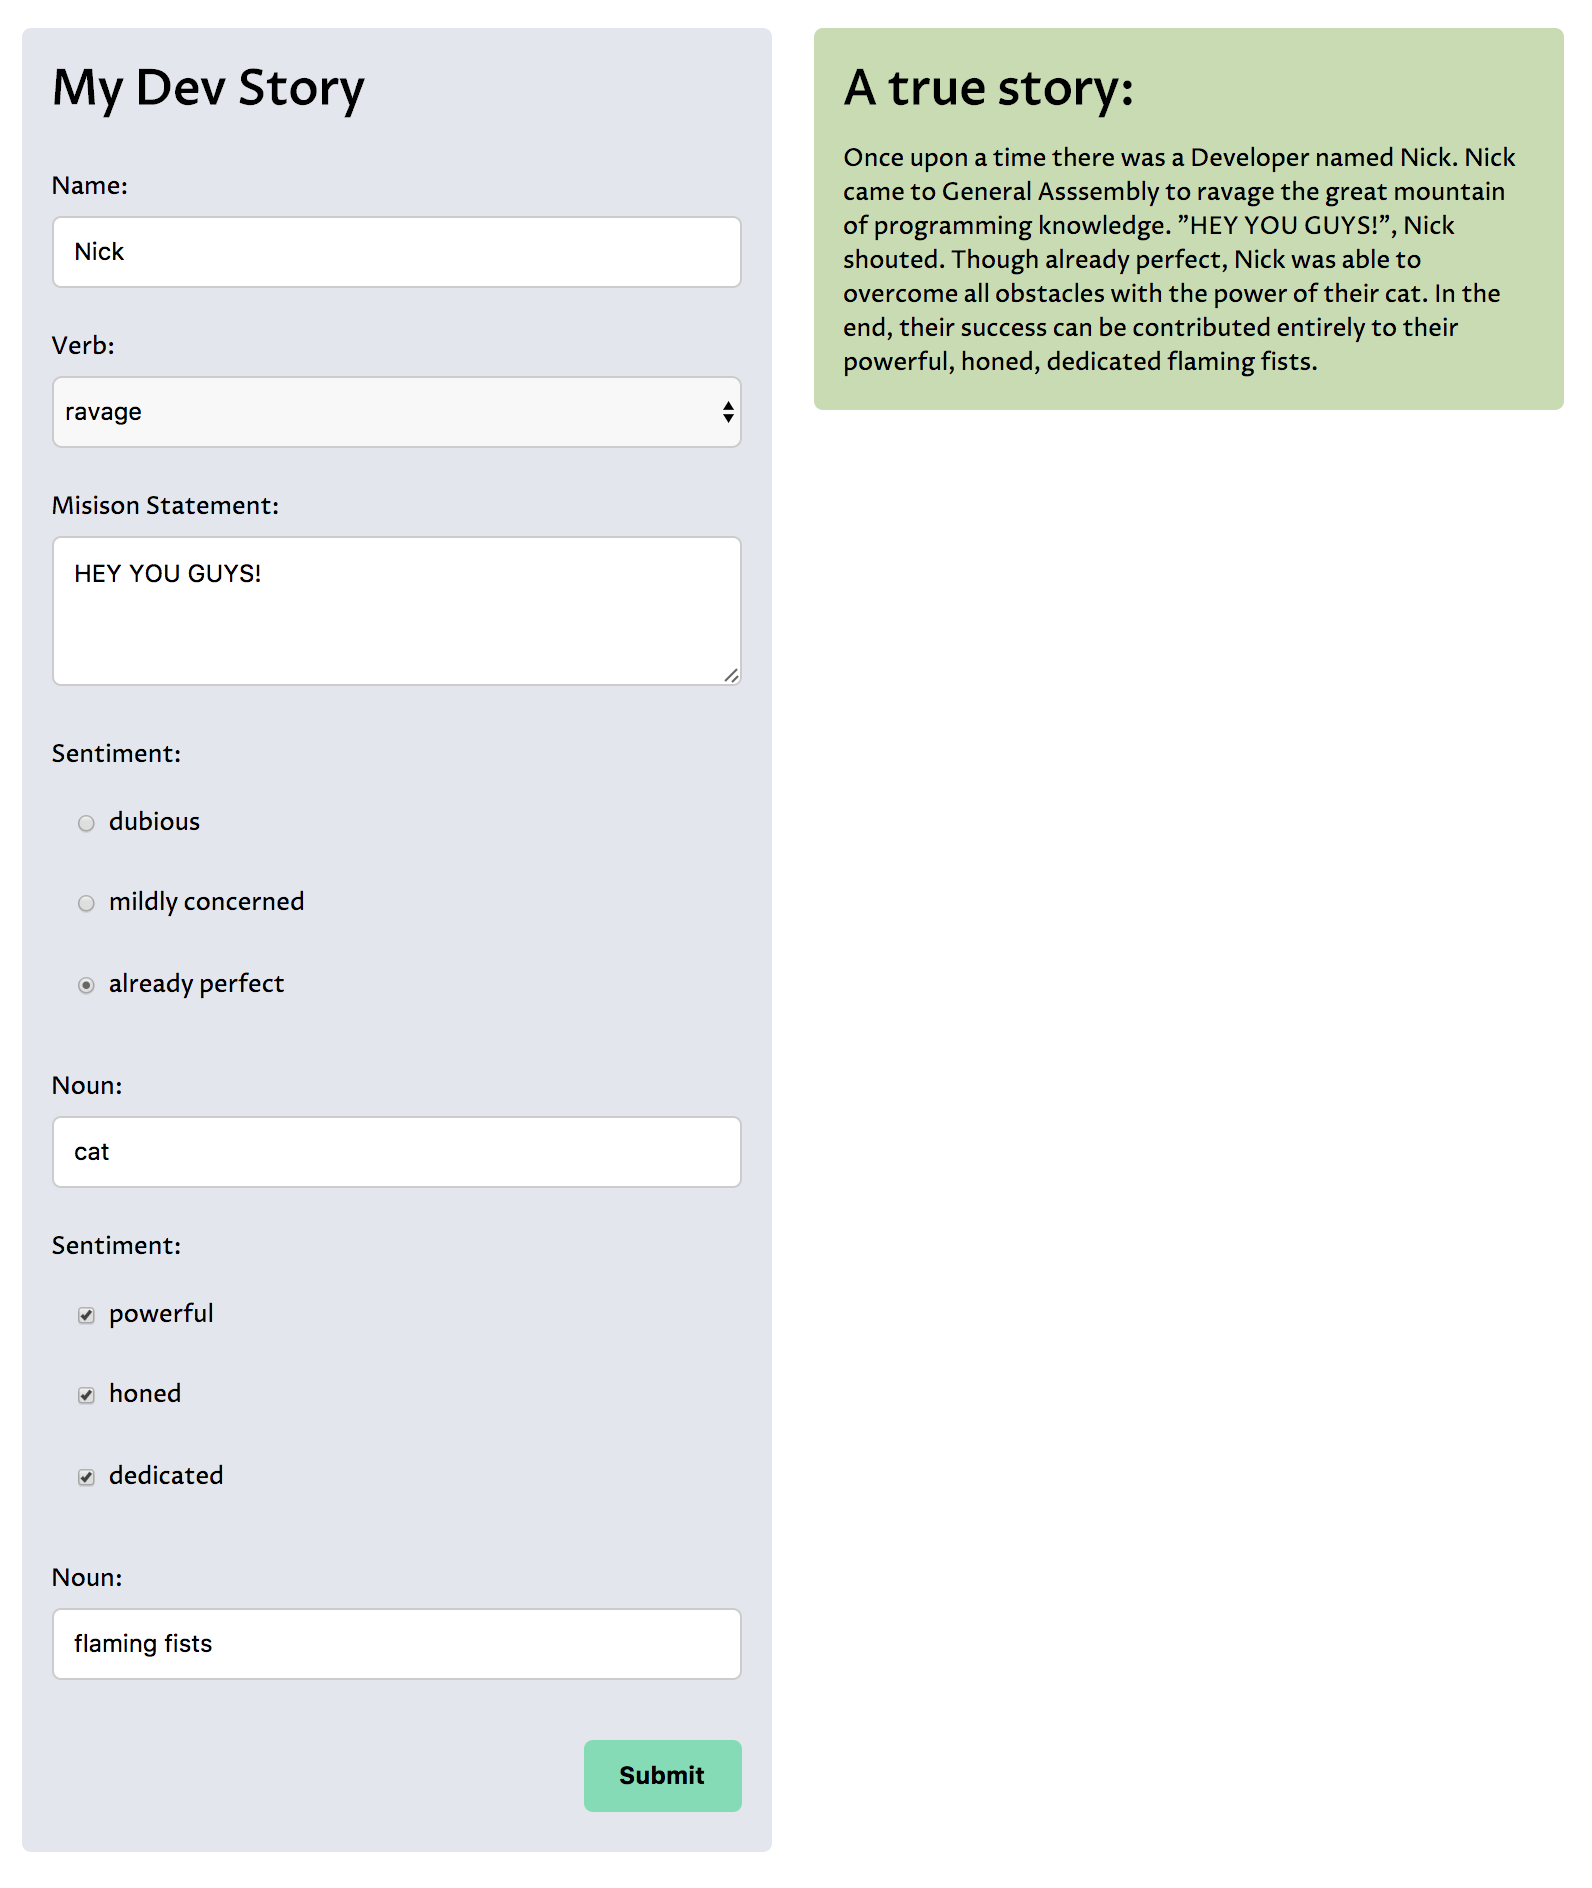 My Dev Story
Name:
Nick
Verb:
ravage
Misison Statement:
HEY YOU GUYS!
Sentiment:
dubious
mildly concerned
already perfect
Noun:
cat
Sentiment:
powerful
honed
dedicated
Noun:
flaming fists
Submit
A true story:
Once upon a time there was a Developer named Nick. Nick
came to General Asssembly to ravage the great mountain
of programming knowledge. ”HEY YOU GUYS!”, Nick
shouted. Though already perfect, Nick was able to
overcome all obstacles with the power of their cat. In the
end, their success can be contributed entirely to their
powerful, honed, dedicated flaming fists.